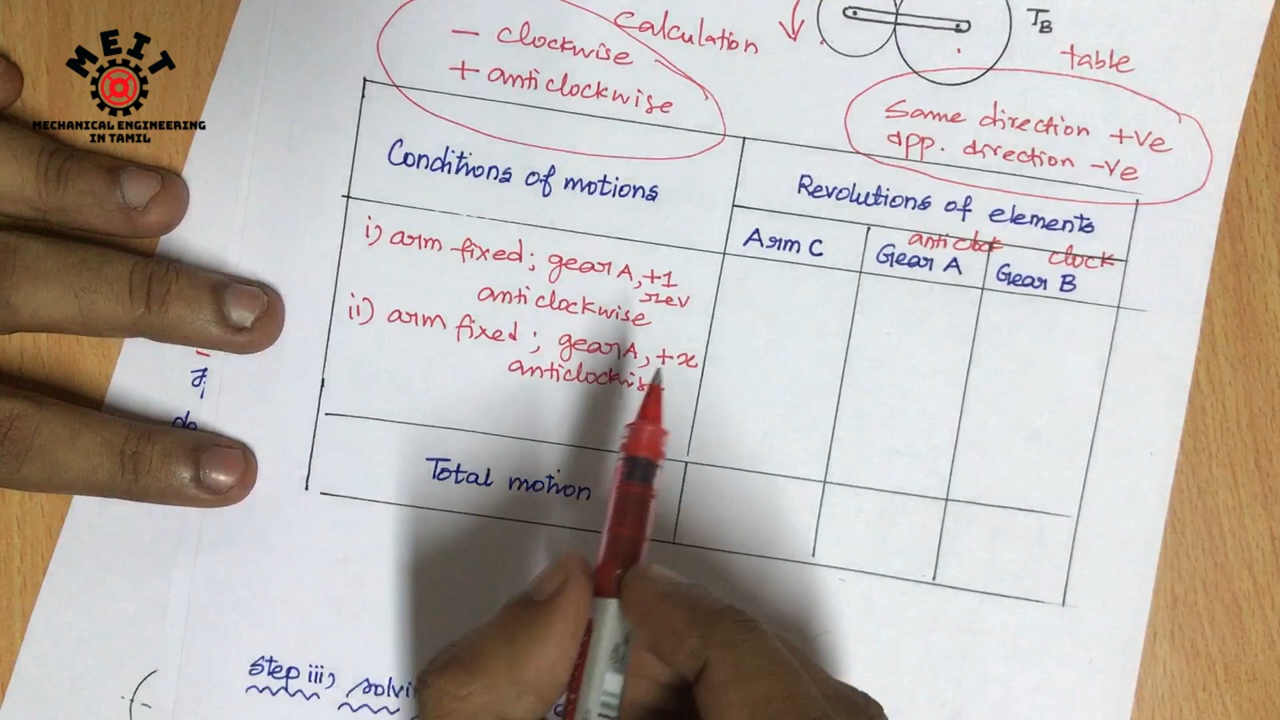 MEIT
MECHANICAL ENGINEERING
IN TAMIL
calculation
TB
table
- clockwise
+ anticlockwise
Same direction +ve
opp. direction -ve
Conditions of motions
Revolutions of elements
Arm C
anticlock
Gear A
clock
Gear B
i) arm fixed; gear A, +1
rev
anticlockwise
ii) arm fixed; gear A, +x
anticlockwise
Total motion
Step iii) solvi